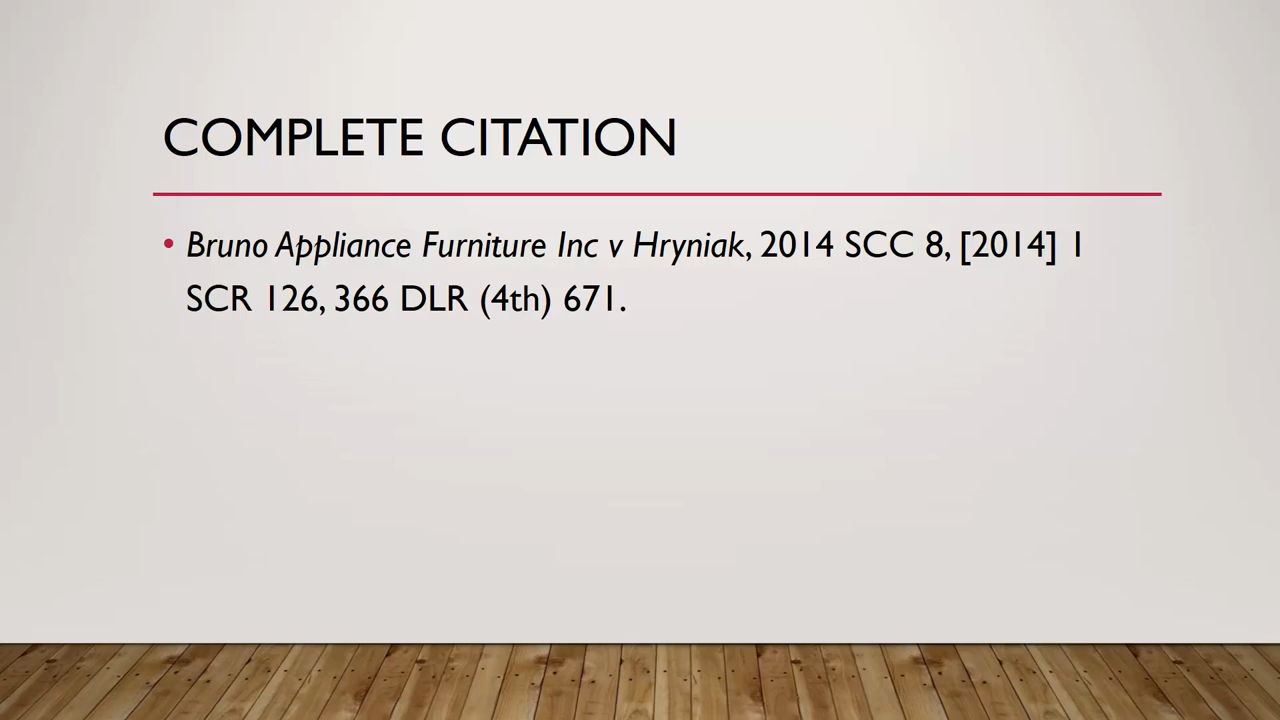 COMPLETE CITATION
• Bruno Appliance Furniture Inc v Hryniak, 2014 SCC 8, [2014] 1
SCR 126, 366 DLR (4th) 671.